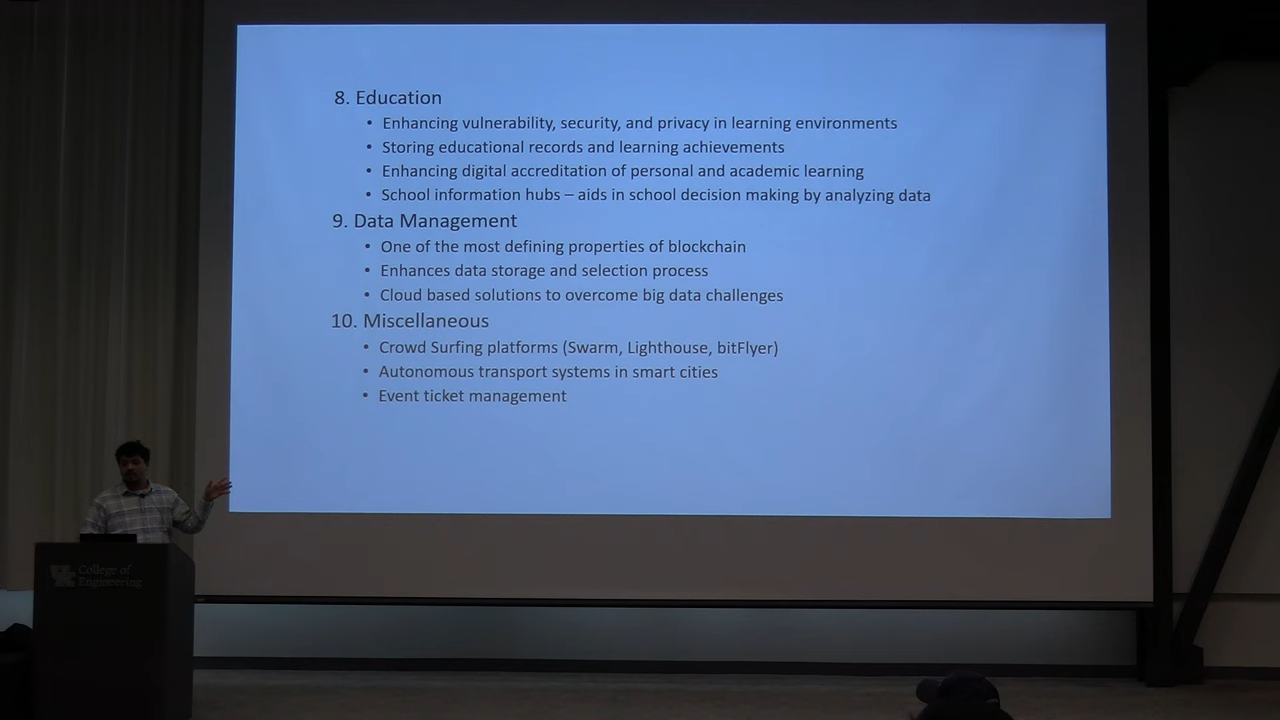 8. Education
• Enhancing vulnerability, security, and privacy in learning environments
• Storing educational records and learning achievements
• Enhancing digital accreditation of personal and academic learning
• School information hubs – aids in school decision making by analyzing data
9. Data Management
• One of the most defining properties of blockchain
• Enhances data storage and selection process
• Cloud based solutions to overcome big data challenges
10. Miscellaneous
• Crowd Surfing platforms (Swarm, Lighthouse, bitFlyer)
• Autonomous transport systems in smart cities
• Event ticket management
College of
Engineering